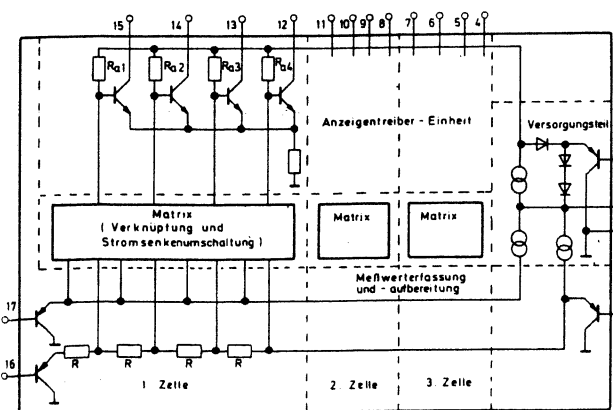 15 14 13 12 11 10 9 8 7 6 5 4
Ra1 Ra2 Ra3 Ra4
Anzeigentreiber - Einheit
Versorgungsteil
Matrix
( Verknüpfung und
Stromsenkenumschaltung )
Matrix
Matrix
Meßwerterfassung
und - aufbereitung
17
16
R R R R
1. Zelle
2. Zelle
3. Zelle